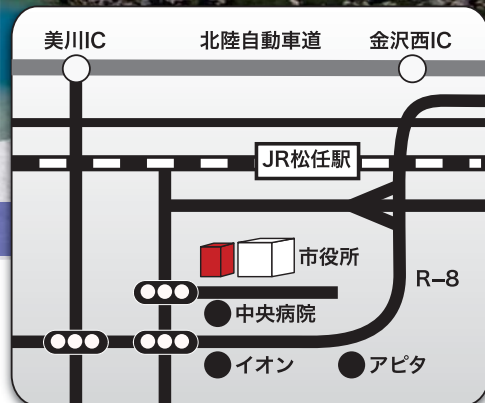 美川IC
北陸自動車道
金沢西IC
JR松任駅
市役所
R-8
中央病院
イオン
アピタ